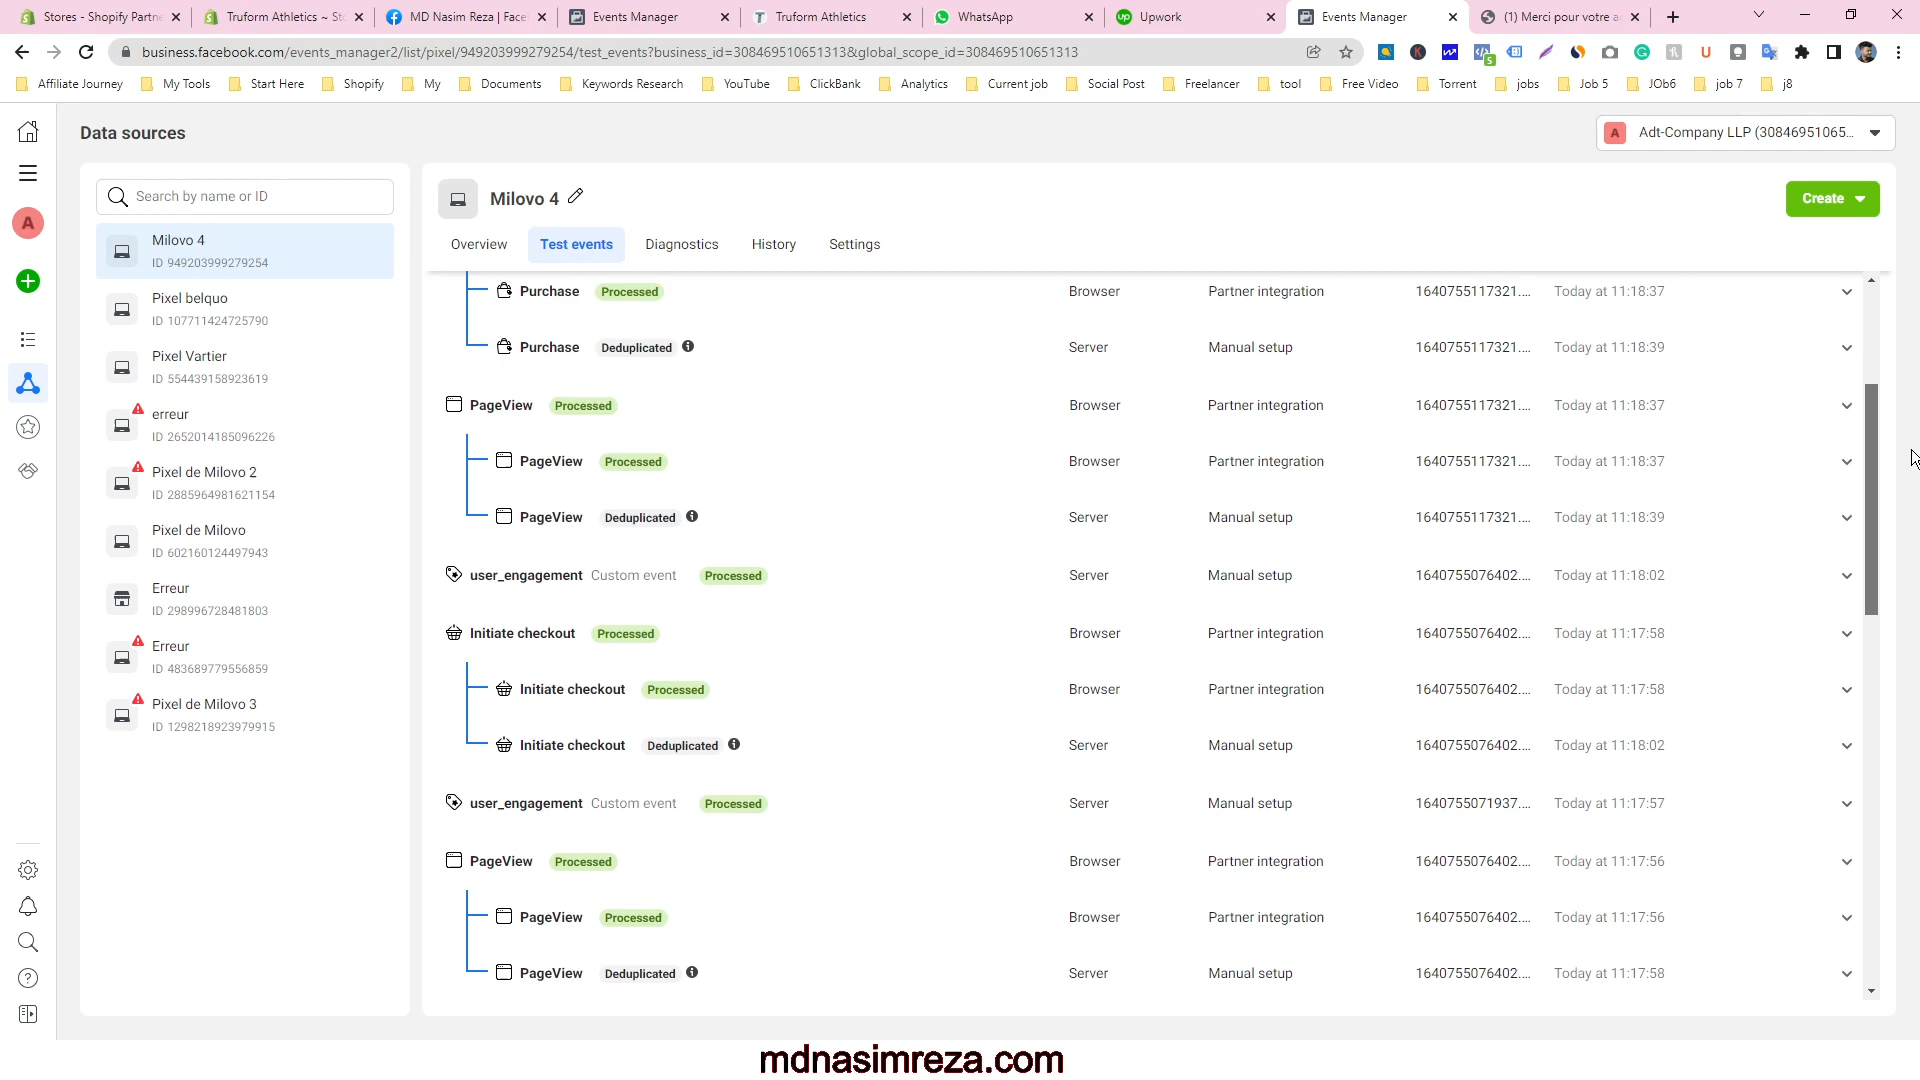 Stores - Shopify Partne
Truform Athletics ~ Sto
MD Nasim Reza | Face
Events Manager
Truform Athletics
WhatsApp
Upwork
Events Manager
(1) Merci pour votre a
business.facebook.com/events_manager2/list/pixel/949203999279254/test_events?business_id=308469510651313&global_scope_id=308469510651313
Affiliate Journey
My Tools
Start Here
Shopify
My
Documents
Keywords Research
YouTube
ClickBank
Analytics
Current job
Social Post
Freelancer
tool
Free Video
Torrent
jobs
Job 5
JOb6
job 7
j8
Data sources
A Adt-Company LLP (30846951065...
A
Search by name or ID
Milovo 4
ID 949203999279254
Pixel belquo
ID 107711424725790
Pixel Vartier
ID 554439158923619
erreur
ID 2652014185096226
Pixel de Milovo 2
ID 2885964981621154
Pixel de Milovo
ID 602160124497943
Erreur
ID 298996728481803
Erreur
ID 483689779556859
Pixel de Milovo 3
ID 1298218923979915
Milovo 4
Create
Overview Test events Diagnostics History Settings
Purchase Processed Browser Partner integration 1640755117321.... Today at 11:18:37
Purchase Deduplicated Server Manual setup 1640755117321.... Today at 11:18:39
PageView Processed Browser Partner integration 1640755117321.... Today at 11:18:37
PageView Processed Browser Partner integration 1640755117321.... Today at 11:18:37
PageView Deduplicated Server Manual setup 1640755117321.... Today at 11:18:39
user_engagement Custom event Processed Server Manual setup 1640755076402.... Today at 11:18:02
Initiate checkout Processed Browser Partner integration 1640755076402.... Today at 11:17:58
Initiate checkout Processed Browser Partner integration 1640755076402.... Today at 11:17:58
Initiate checkout Deduplicated Server Manual setup 1640755076402.... Today at 11:18:02
user_engagement Custom event Processed Server Manual setup 1640755071937.... Today at 11:17:57
PageView Processed Browser Partner integration 1640755076402.... Today at 11:17:56
PageView Processed Browser Partner integration 1640755076402.... Today at 11:17:56
PageView Deduplicated Server Manual setup 1640755076402.... Today at 11:17:58
mdnasimreza.com